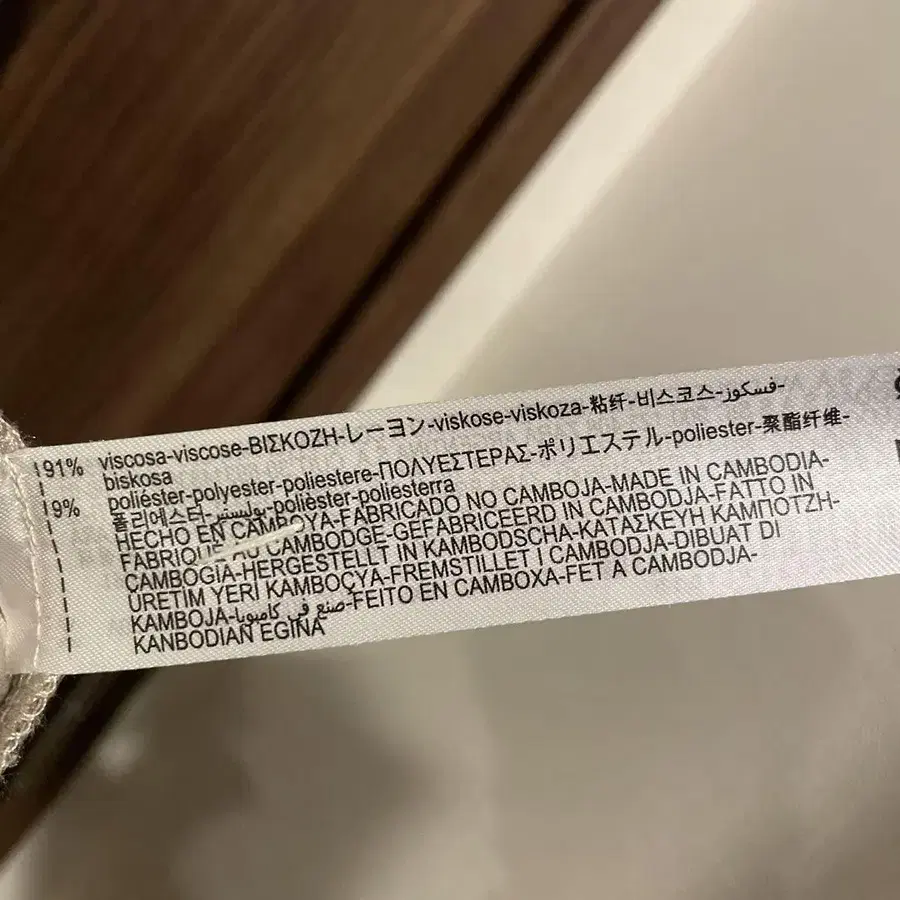 91% viscosa-viscose-ΒΙΣΚΟΖΗ-レーヨン-viskose-viskoza-粘纤-비스코스-فسكوز-
biskosa
9% poliéster-polyester-poliestere-ΠΟΛΥΕΣΤΕΡΑΣ-ポリエステル-poliester-聚酯纤维-
폴리에스터-بوليستر-polièster-poliesterra
HECHO EN CAMBOYA-FABRICADO NO CAMBOJA-MADE IN CAMBODIA-
FABRIQUÉ AU CAMBODGE-GEFABRICEERD IN CAMBODJA-FATTO IN
CAMBOGIA-HERGESTELLT IN KAMBODSCHA-ΚΑΤΑΣΚΕΥΗ ΚΑΜΠΟΤΖΗ-
ÜRETİM YERİ KAMBOÇYA-FREMSTILLET I CAMBODJA-DIBUAT DI
KAMBOJA-صنع في كامبوديا-FEITO EN CAMBOXA-FET A CAMBODJA-
KANBODIAN EGINA